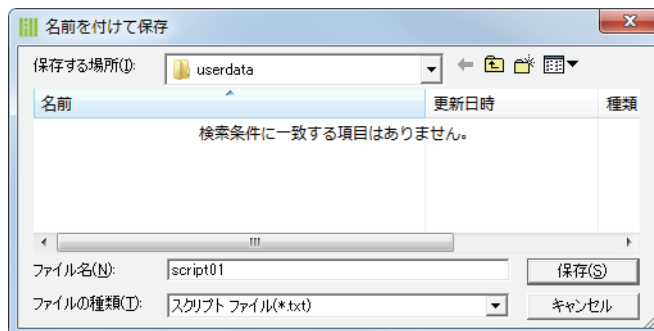 名前を付けて保存
保存する場所(I): userdata
名前 更新日時 種類
検索条件に一致する項目はありません。
ファイル名(N): script01 保存(S)
ファイルの種類(T): スクリプト ファイル(*.txt) キャンセル